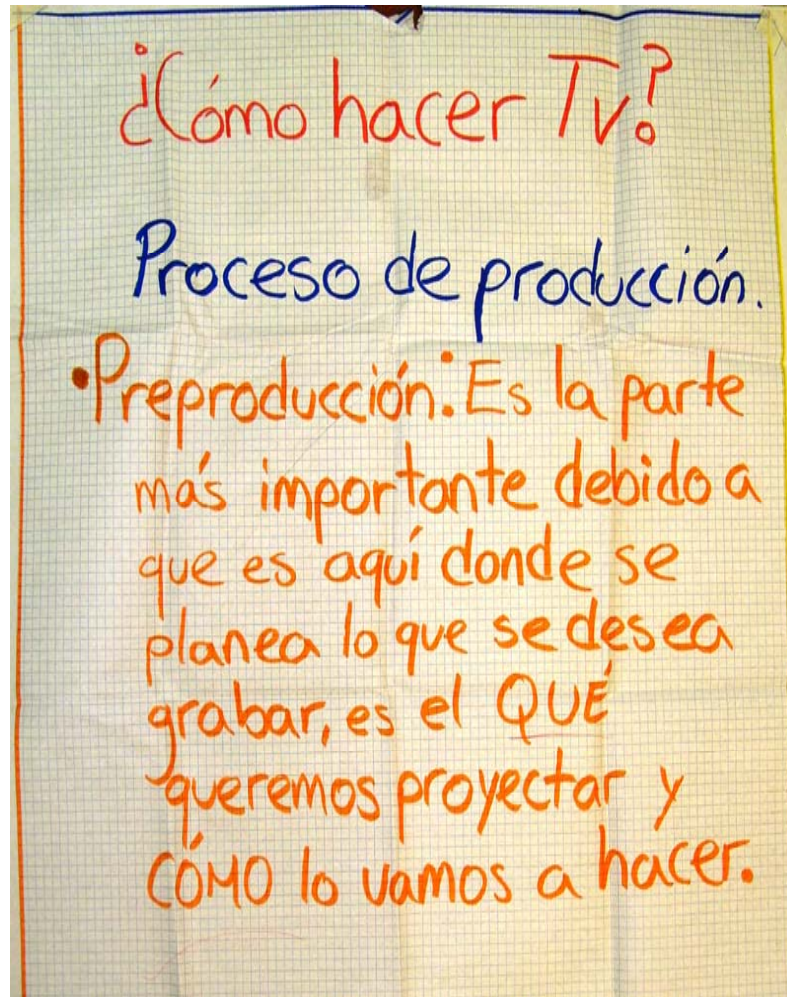 ¿Cómo hacer Tv?
Proceso de producción.
•Preproducción: Es la parte
más importante debido a
que es aquí donde se
planea lo que se desea
grabar, es el QUÉ
queremos proyectar y
CÓMO lo vamos a hacer.